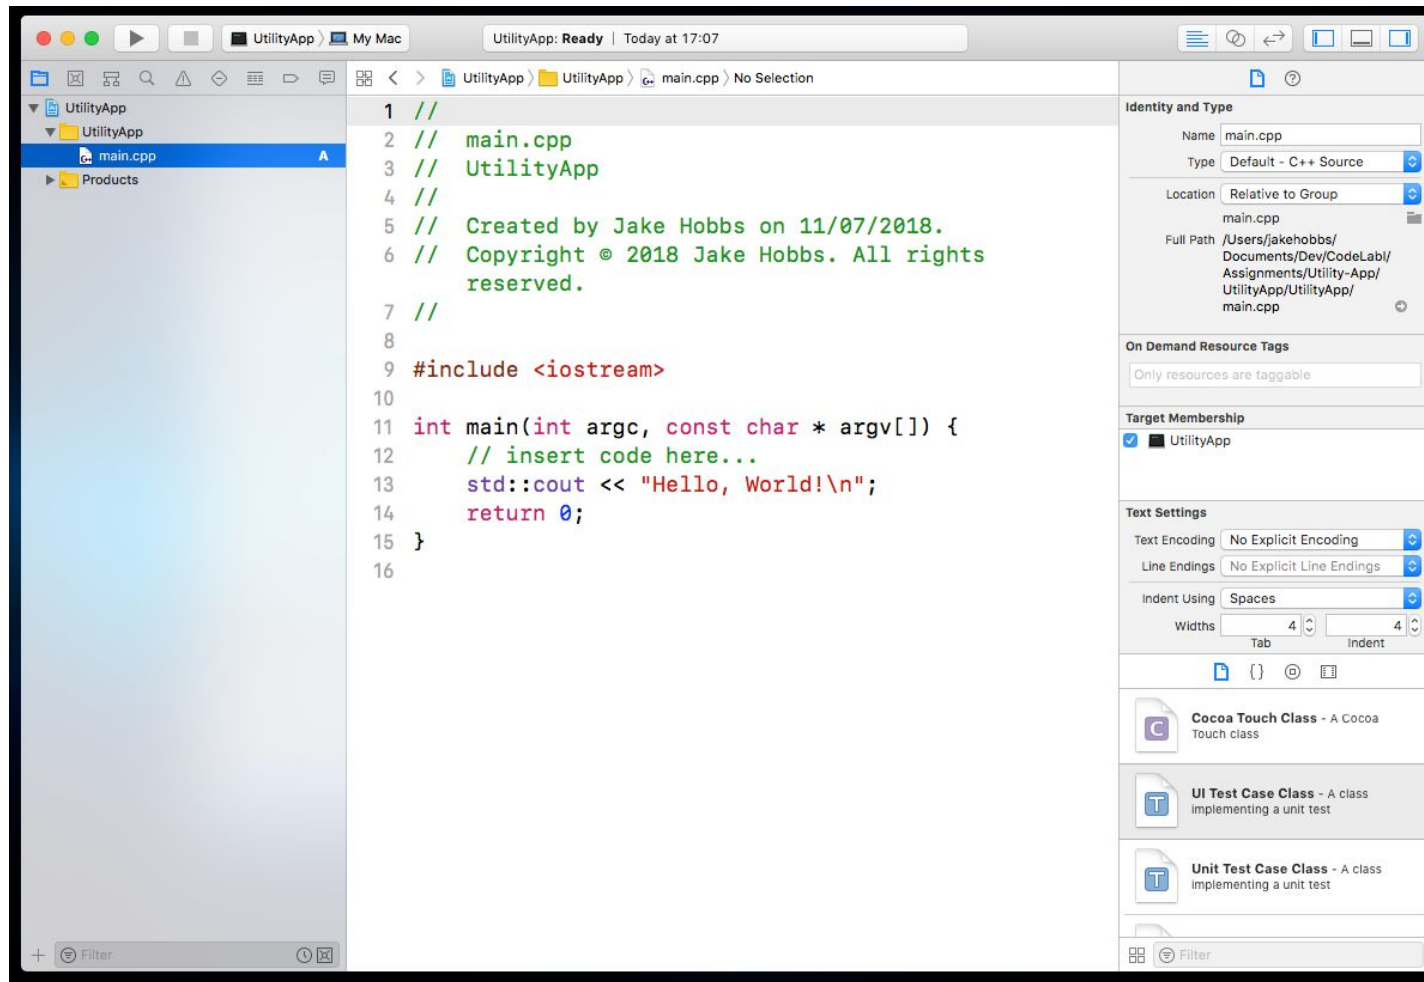 UtilityApp 〉 My Mac
UtilityApp: Ready | Today at 17:07
UtilityApp 〉 UtilityApp 〉 main.cpp 〉 No Selection
UtilityApp
UtilityApp
main.cpp A
Products
Filter
1 //
2 //  main.cpp
3 //  UtilityApp
4 //
5 //  Created by Jake Hobbs on 11/07/2018.
6 //  Copyright © 2018 Jake Hobbs. All rights
reserved.
7 //
8
9 #include <iostream>
10
11 int main(int argc, const char * argv[]) {
12     // insert code here...
13     std::cout << "Hello, World!\n";
14     return 0;
15 }
16
Identity and Type
Name main.cpp
Type Default - C++ Source
Location Relative to Group
main.cpp
Full Path /Users/jakehobbs/
Documents/Dev/CodeLabI/
Assignments/Utility-App/
UtilityApp/UtilityApp/
main.cpp
On Demand Resource Tags
Only resources are taggable
Target Membership
UtilityApp
Text Settings
Text Encoding No Explicit Encoding
Line Endings No Explicit Line Endings
Indent Using Spaces
Widths 4 4
Tab Indent
{}
C Cocoa Touch Class - A Cocoa
Touch class
T UI Test Case Class - A class
implementing a unit test
T Unit Test Case Class - A class
implementing a unit test
Filter